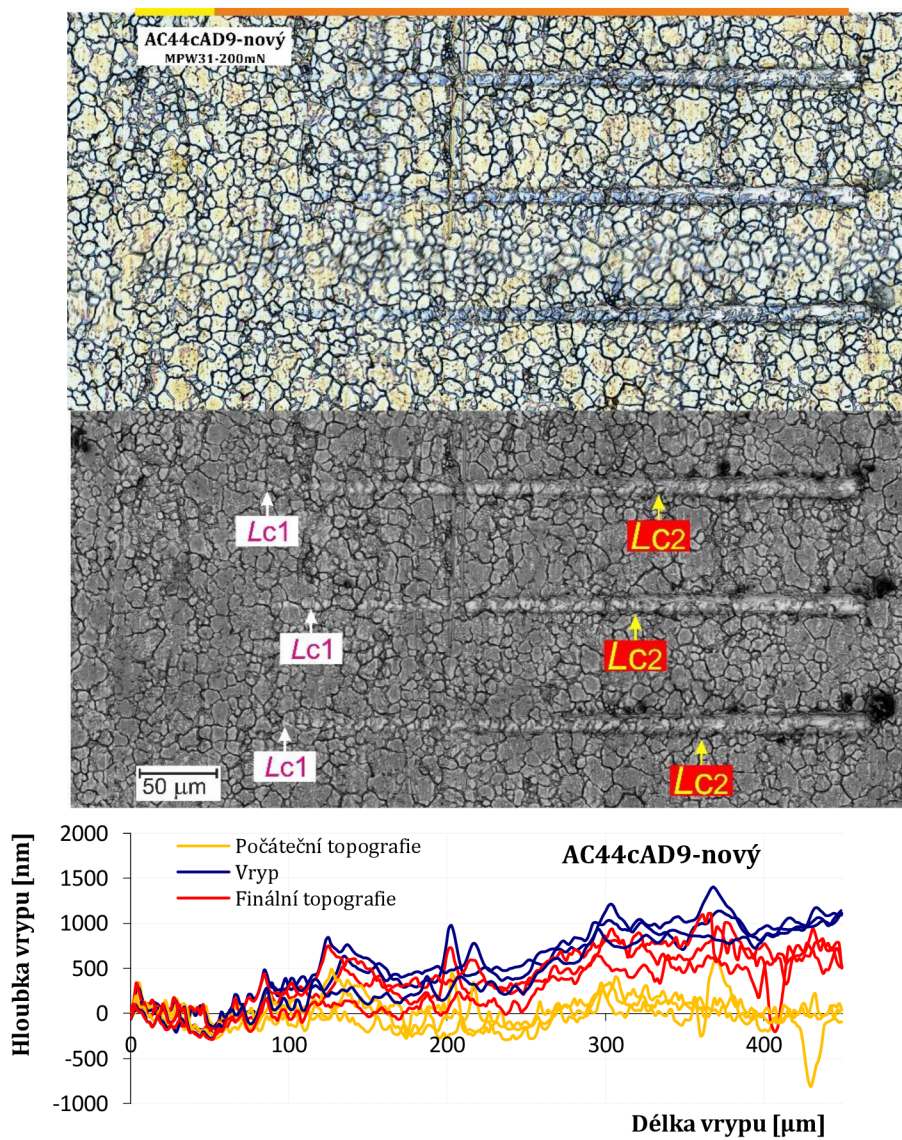 AC44cAD9-nový
MPW31-200mN
Lc1
Lc2
Lc1
Lc2
Lc1
Lc2
50 μm
AC44cAD9-nový
Počáteční topografie
Vryp
Finální topografie
Hloubka vrypu [nm]
2000
1500
1000
500
0
-500
-1000
0
100
200
300
400
Délka vrypu [μm]